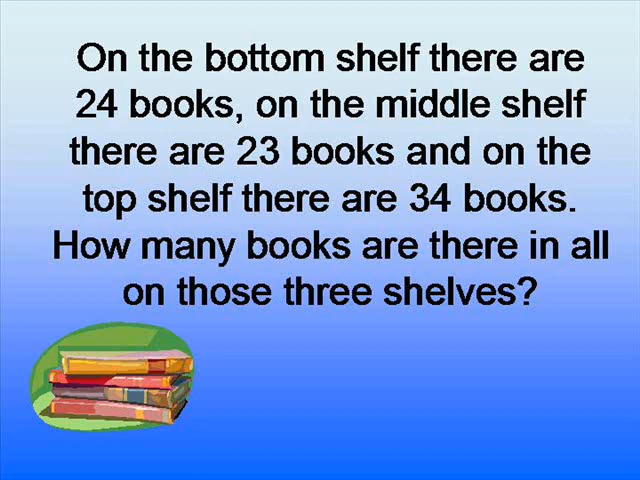 On the bottom shelf there are
24 books, on the middle shelf
there are 23 books and on the
top shelf there are 34 books.
How many books are there in all
on those three shelves?